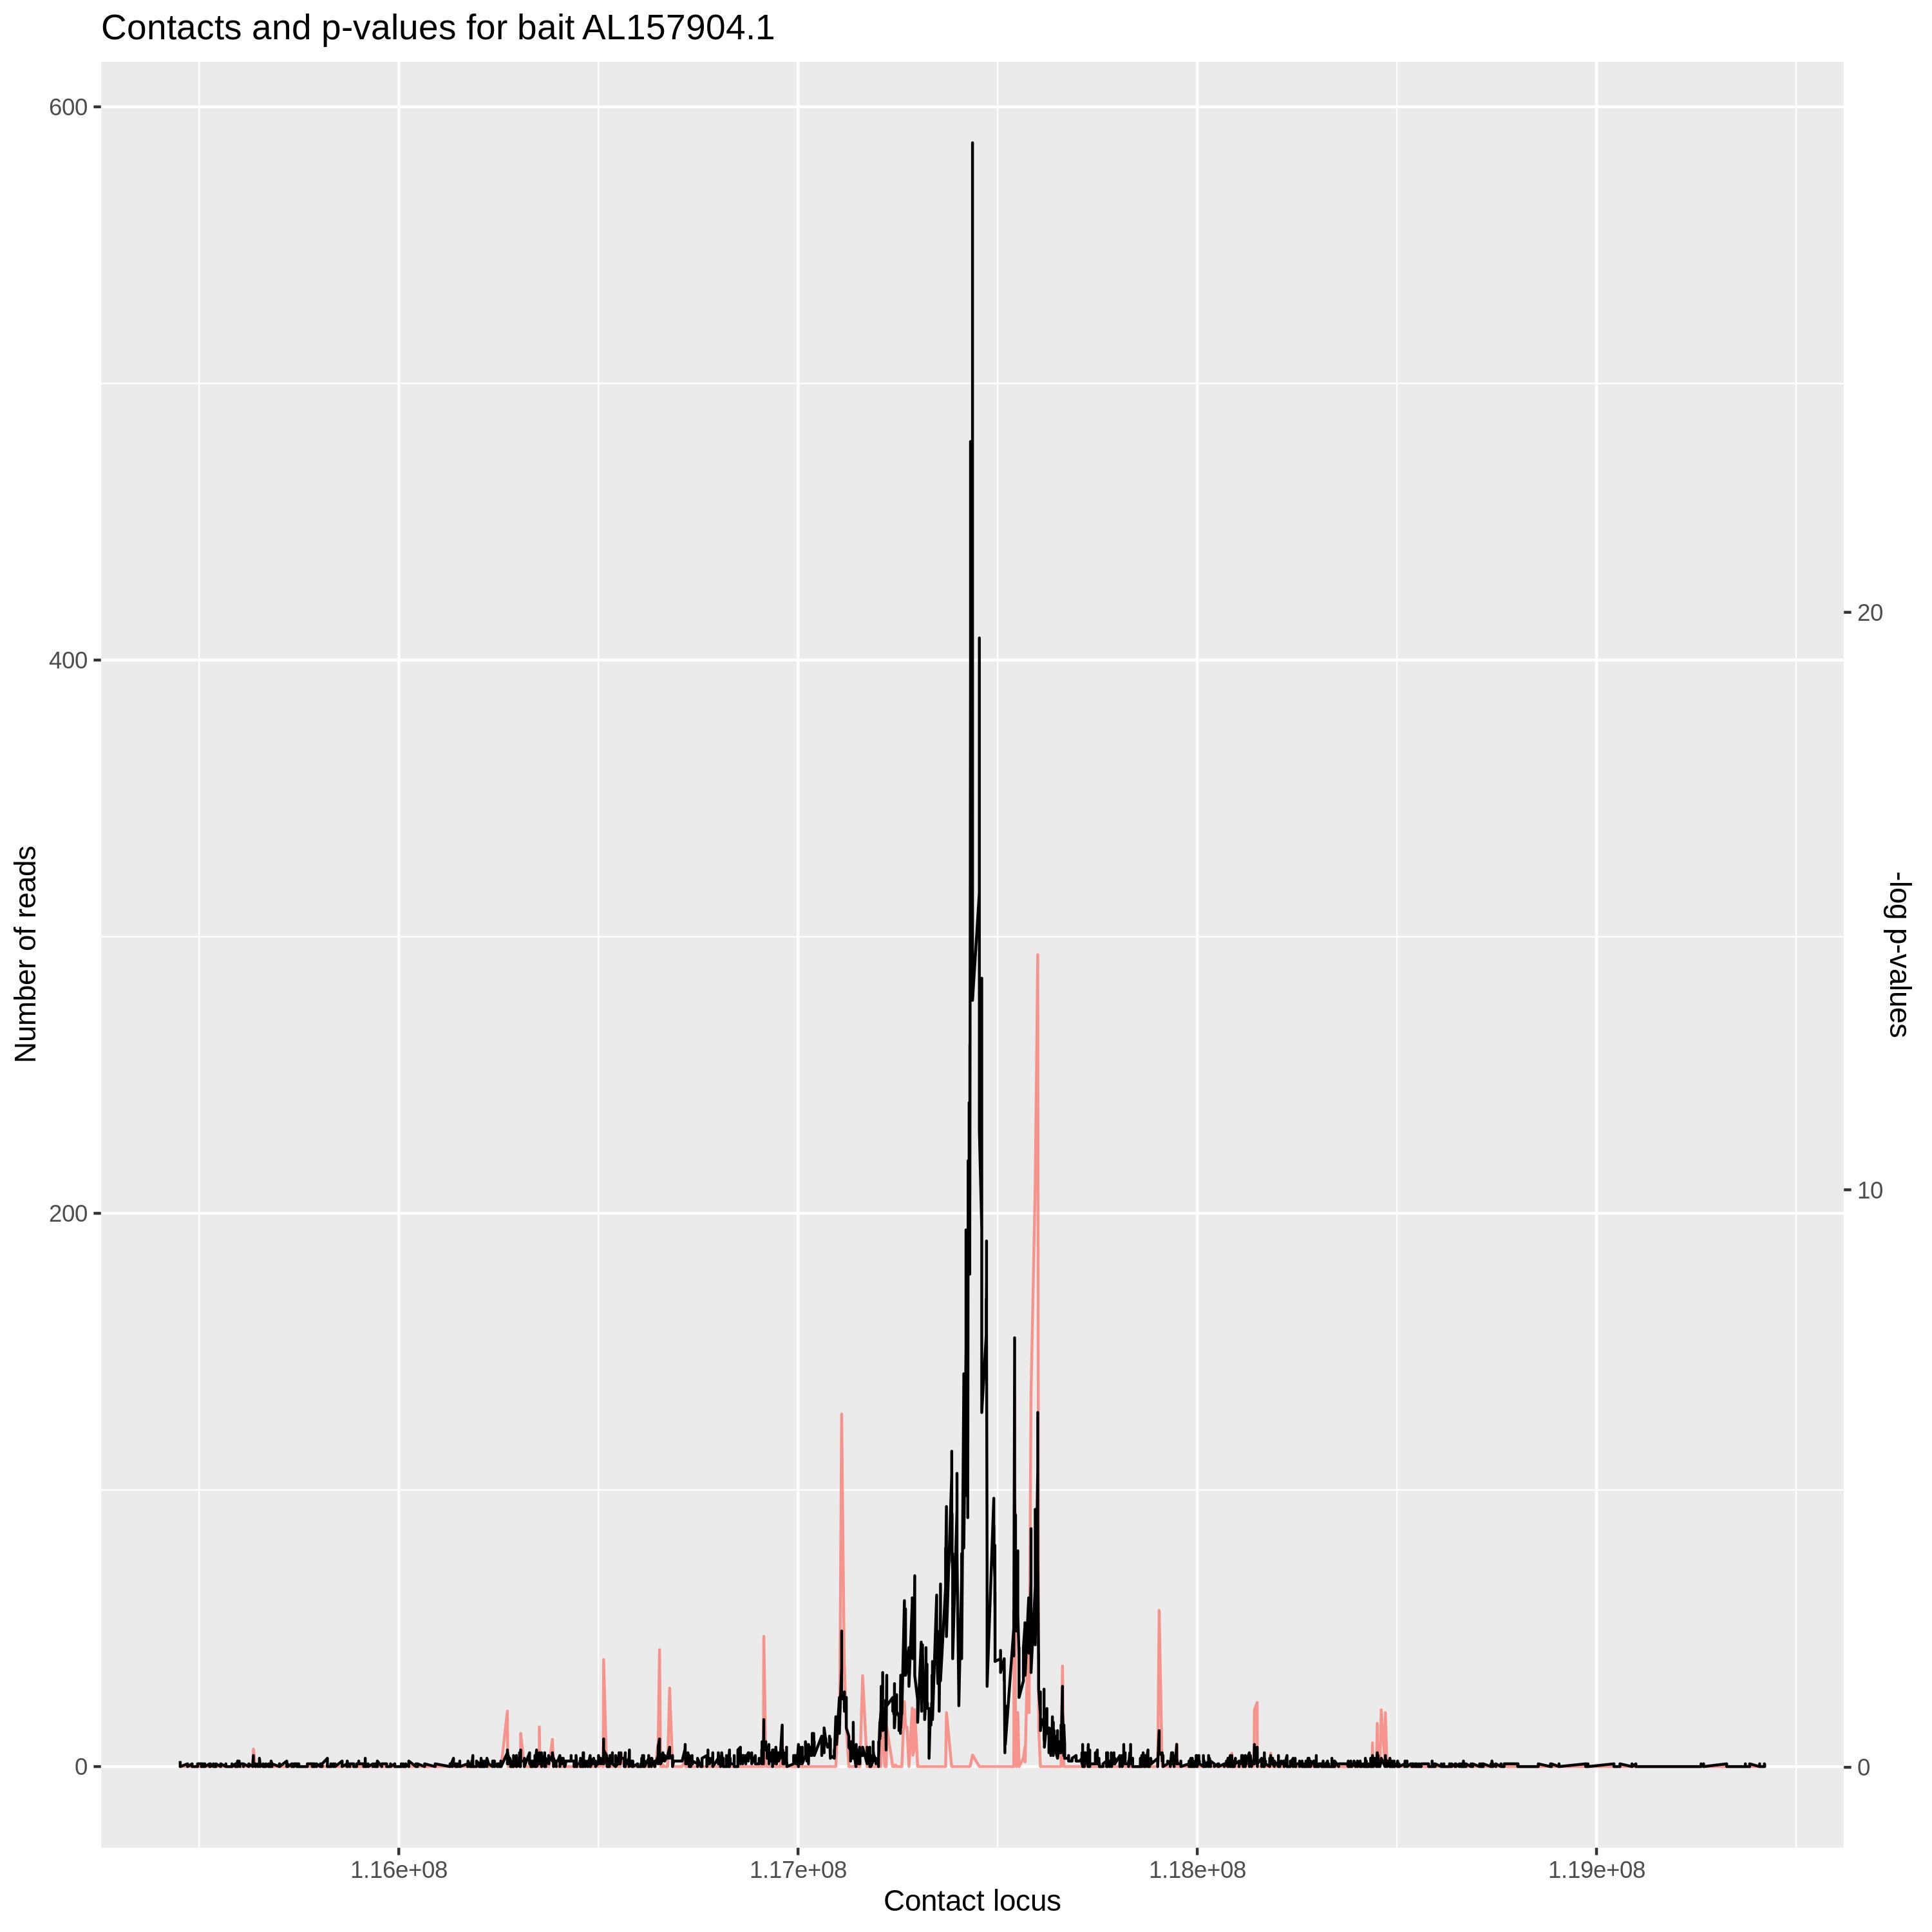 Contacts and p-values for bait AL157904.1
600
400
200
0
Number of reads
20
10
0
-log p-values
1.16e+08
1.17e+08
1.18e+08
1.19e+08
Contact locus